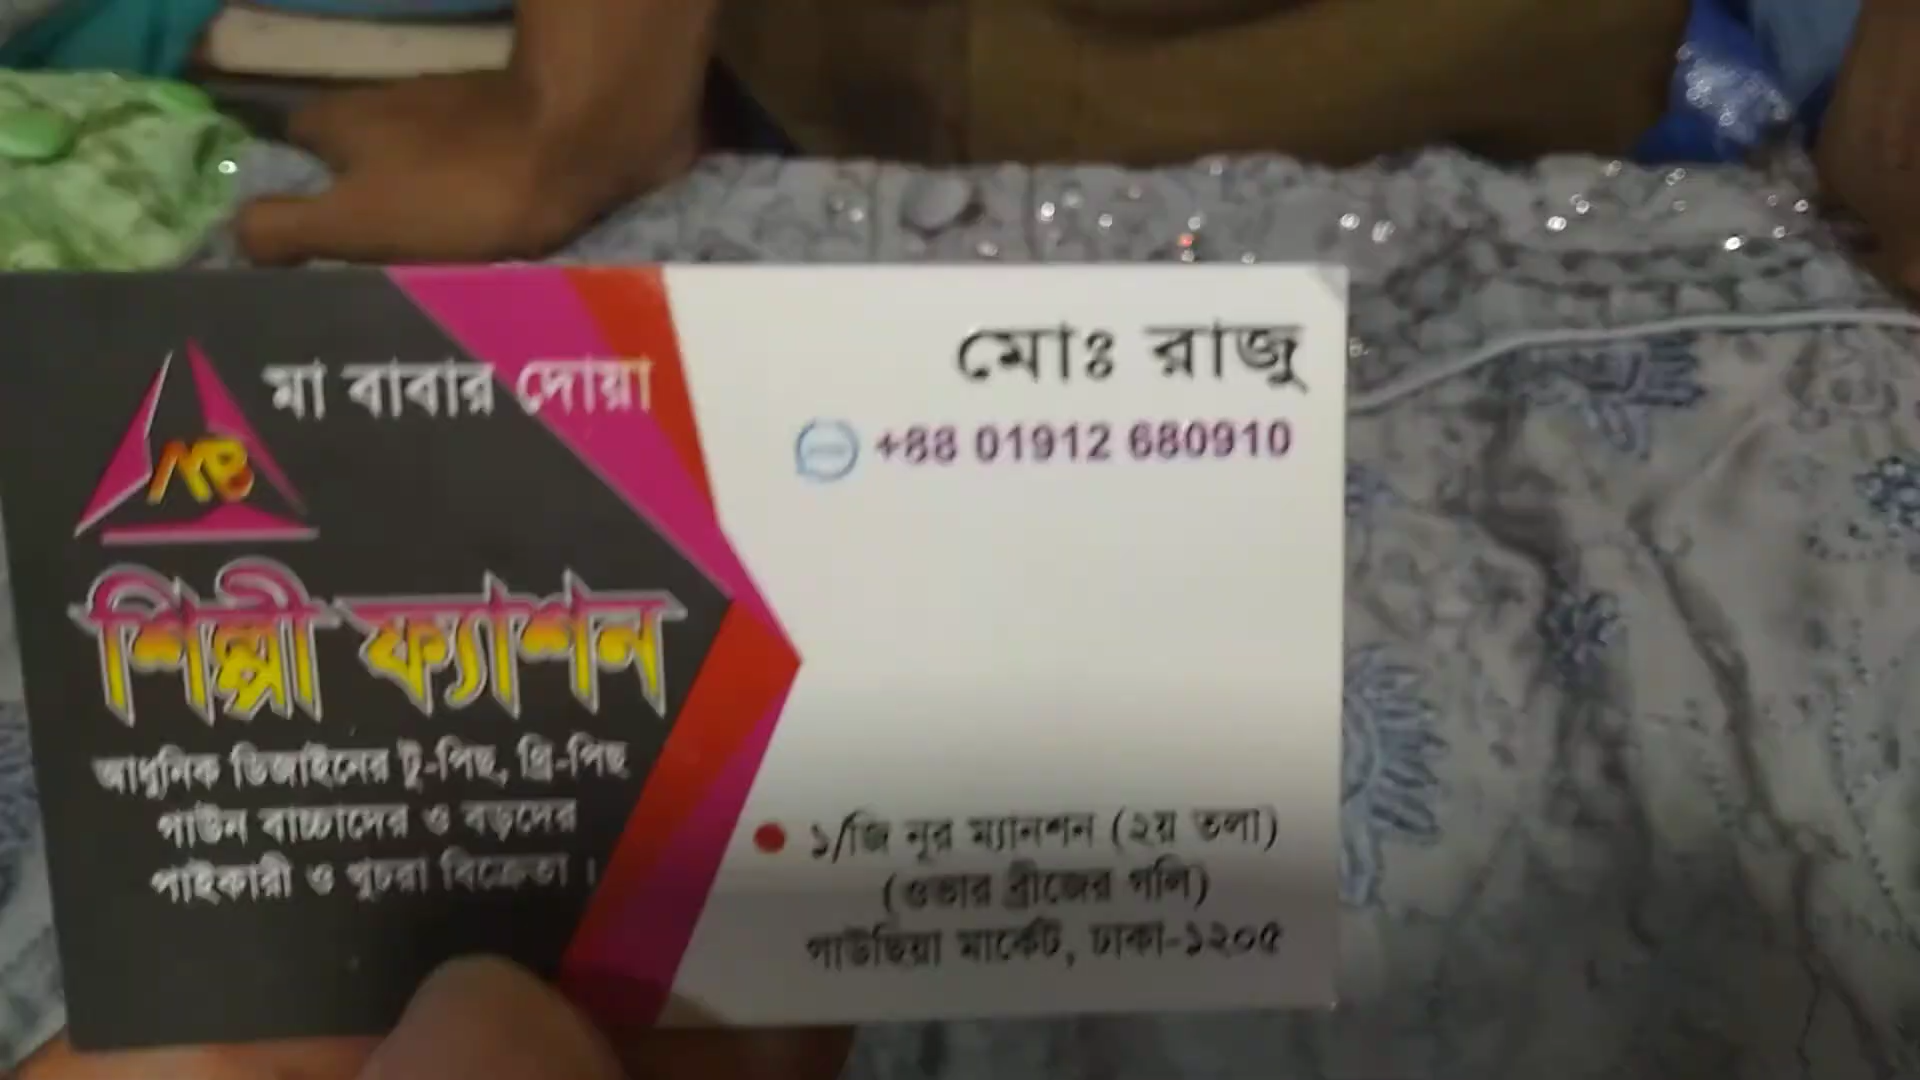 মা বাবার দোয়া
শিল্পী ফ্যাশন
আধুনিক ডিজাইনের টু-পিছ, থ্রি-পিছ
গাউন বাচ্চাদের ও বড়দের
পাইকারী ও খুচরা বিক্রেতা ।
মোঃ রাজু
+88 01912 680910
১/জি নূর ম্যানশন (২য় তলা)
(ওভার ব্রীজের গলি)
গাউছিয়া মার্কেট, ঢাকা-১২০৫